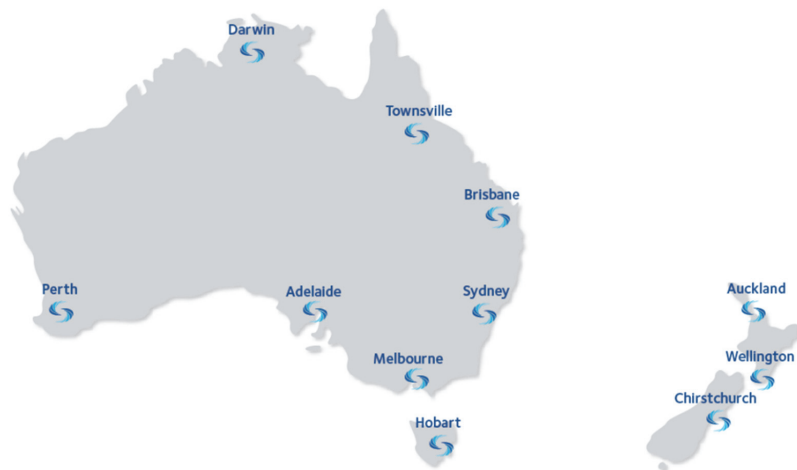 Darwin
Townsville
Brisbane
Perth
Adelaide
Sydney
Auckland
Melbourne
Wellington
Chirstchurch
Hobart